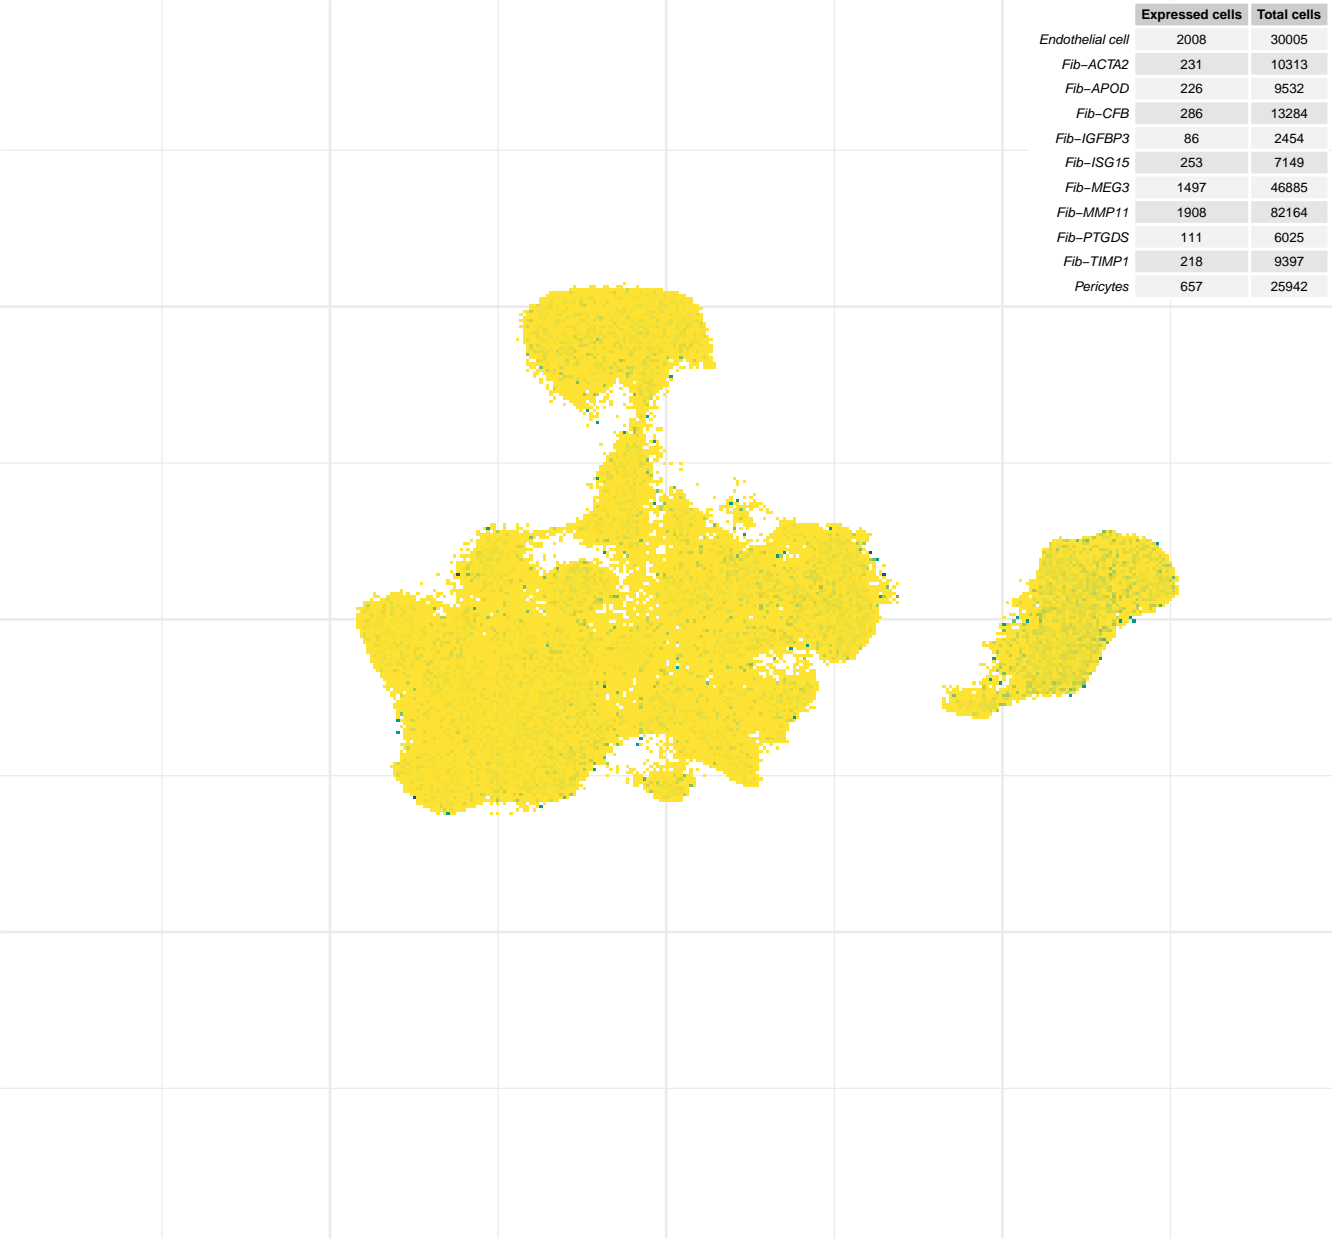 Expressed cells Total cells
Endothelial cell 2008 30005
Fib−ACTA2 231 10313
Fib−APOD 226 9532
Fib−CFB 286 13284
Fib−IGFBP3 86 2454
Fib−ISG15 253 7149
Fib−MEG3 1497 46885
Fib−MMP11 1908 82164
Fib−PTGDS 111 6025
Fib−TIMP1 218 9397
Pericytes 657 25942